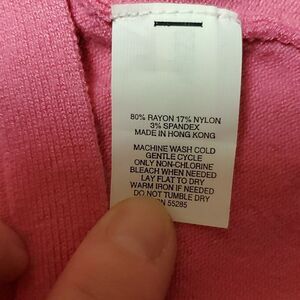 80% RAYON 17% NYLON
3% SPANDEX
MADE IN HONG KONG
MACHINE WASH COLD
GENTLE CYCLE
ONLY NON-CHLORINE
BLEACH WHEN NEEDED
LAY FLAT TO DRY
WARM IRON IF NEEDED
DO NOT TUMBLE DRY
N 55285